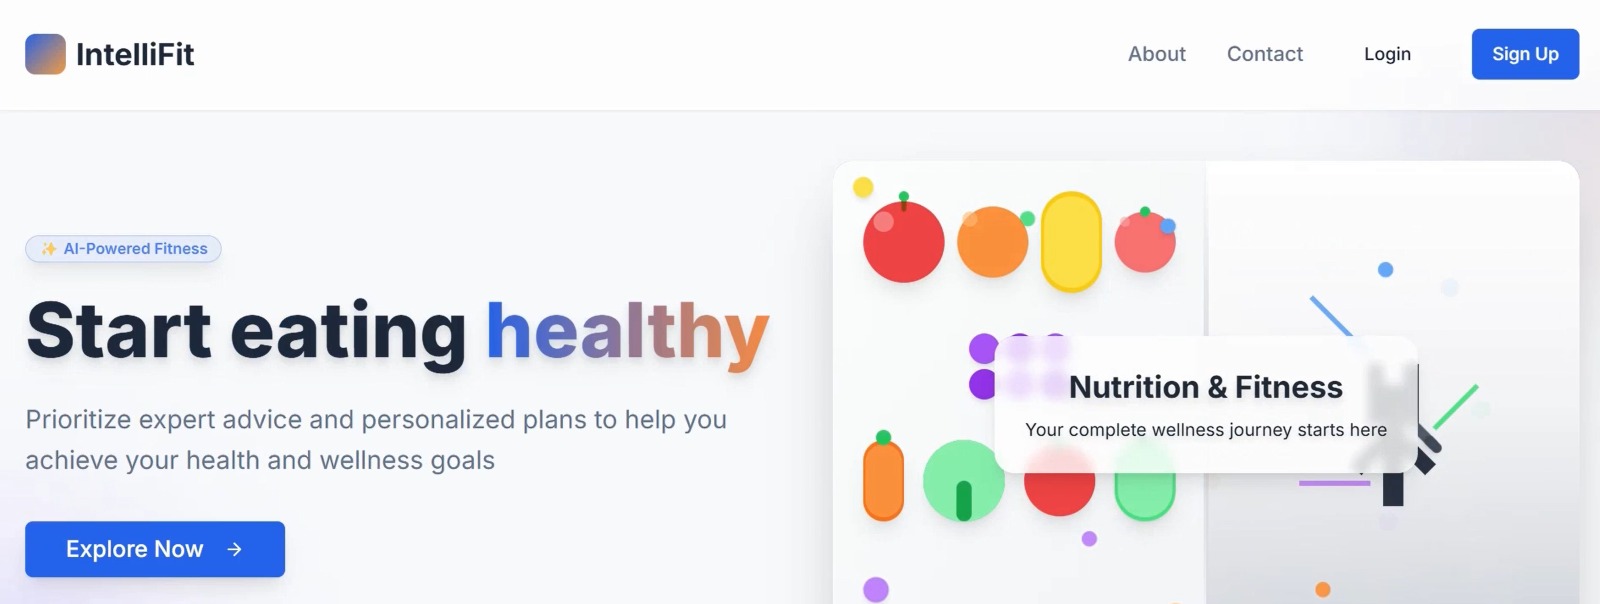 IntelliFit
About
Contact
Login
Sign Up
✨ AI-Powered Fitness
Start eating healthy
Prioritize expert advice and personalized plans to help you
achieve your health and wellness goals
Explore Now →
Nutrition & Fitness
Your complete wellness journey starts here